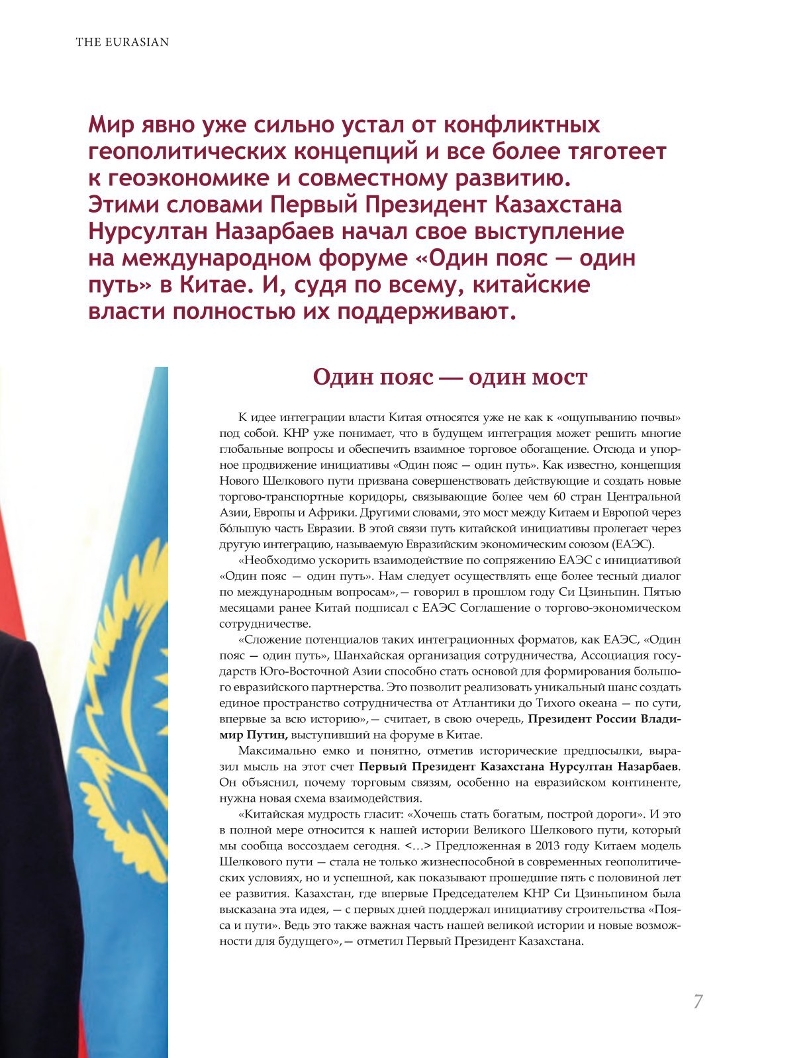 THE EURASIAN
Мир явно уже сильно устал от конфликтных
геополитических концепций и все более тяготеет
к геоэкономике и совместному развитию.
Этими словами Первый Президент Казахстана
Нурсултан Назарбаев начал свое выступление
на международном форуме «Один пояс — один
путь» в Китае. И, судя по всему, китайские
власти полностью их поддерживают.
Один пояс — один мост
К идее интеграции власти Китая относятся уже не как к «ощупыванию почвы»
под собой. КНР уже понимает, что в будущем интеграция может решить многие
глобальные вопросы и обеспечить взаимное торговое обогащение. Отсюда и упор-
ное продвижение инициативы «Один пояс — один путь». Как известно, концепция
Нового Шелкового пути призвана совершенствовать действующие и создать новые
торгово-транспортные коридоры, связывающие более чем 60 стран Центральной
Азии, Европы и Африки. Другими словами, это мост между Китаем и Европой через
бо́льшую часть Евразии. В этой связи путь китайской инициативы пролегает через
другую интеграцию, называемую Евразийским экономическим союзом (ЕАЭС).
«Необходимо ускорить взаимодействие по сопряжению ЕАЭС с инициативой
«Один пояс — один путь». Нам следует осуществлять еще более тесный диалог
по международным вопросам»,— говорил в прошлом году Си Цзиньпин. Пятью
месяцами ранее Китай подписал с ЕАЭС Соглашение о торгово-экономическом
сотрудничестве.
«Сложение потенциалов таких интеграционных форматов, как ЕАЭС, «Один
пояс — один путь», Шанхайская организация сотрудничества, Ассоциация госу-
дарств Юго-Восточной Азии способно стать основой для формирования большо-
го евразийского партнерства. Это позволит реализовать уникальный шанс создать
единое пространство сотрудничества от Атлантики до Тихого океана — по сути,
впервые за всю историю»,— считает, в свою очередь, Президент России Влади-
мир Путин, выступивший на форуме в Китае.
Максимально емко и понятно, отметив исторические предпосылки, выра-
зил мысль на этот счет Первый Президент Казахстана Нурсултан Назарбаев.
Он объяснил, почему торговым связям, особенно на евразийском континенте,
нужна новая схема взаимодействия.
«Китайская мудрость гласит: «Хочешь стать богатым, построй дороги». И это
в полной мере относится к нашей истории Великого Шелкового пути, который
мы сообща воссоздаем сегодня. <…> Предложенная в 2013 году Китаем модель
Шелкового пути — стала не только жизнеспособной в современных геополитиче-
ских условиях, но и успешной, как показывают прошедшие пять с половиной лет
ее развития. Казахстан, где впервые Председателем КНР Си Цзиньпином была
высказана эта идея, — с первых дней поддержал инициативу строительства «Поя-
са и пути». Ведь это также важная часть нашей великой истории и новые возмож-
ности для будущего»,— отметил Первый Президент Казахстана.
7